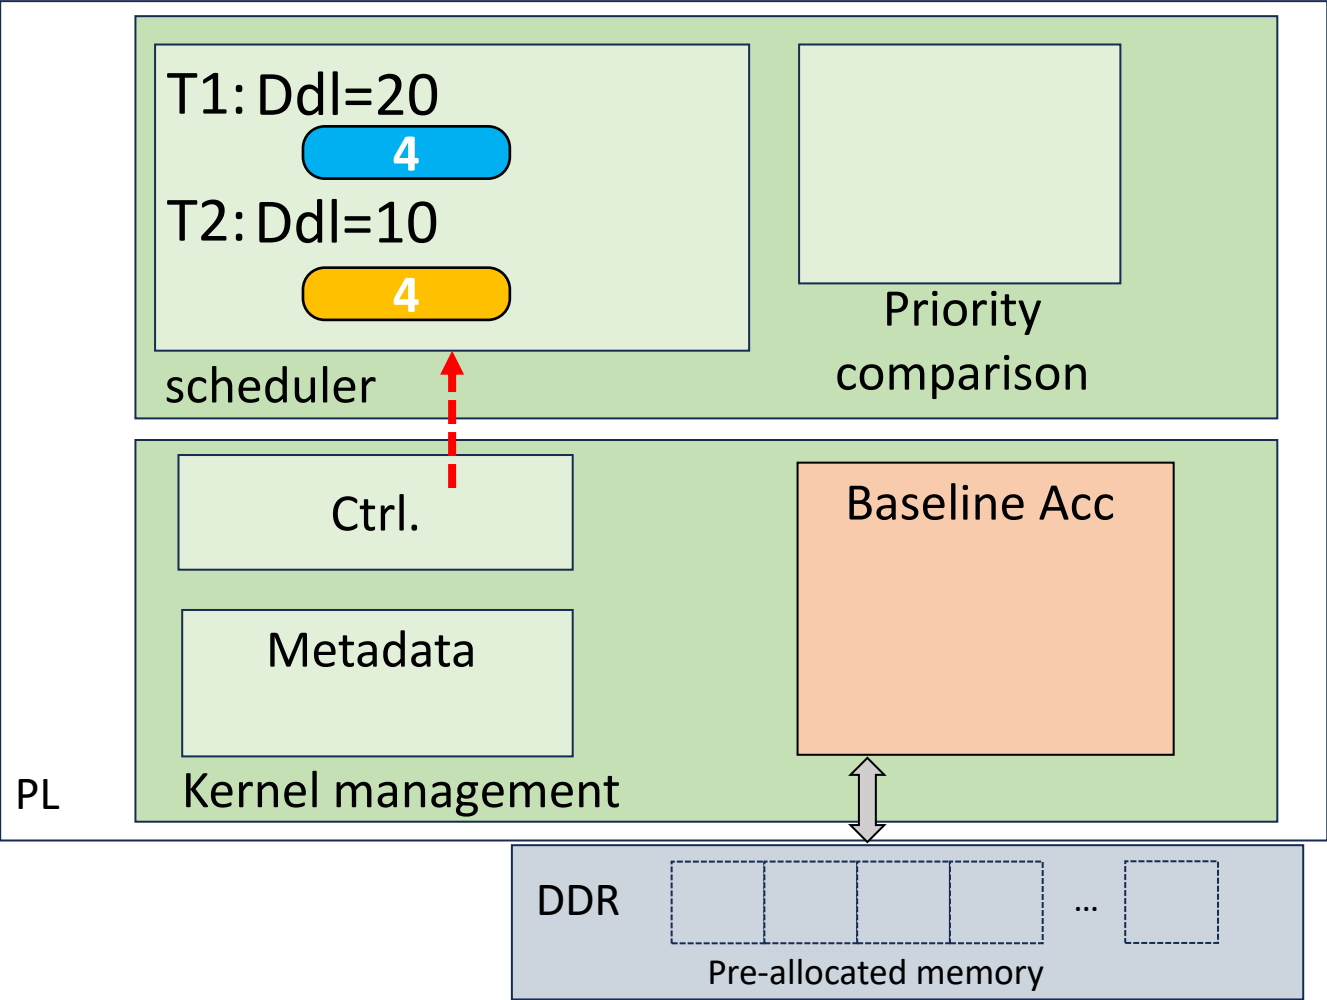 T1: Ddl=20
4
T2: Ddl=10
4
scheduler
Priority
comparison
Ctrl.
Metadata
Kernel management
Baseline Acc
PL
DDR
...
Pre-allocated memory